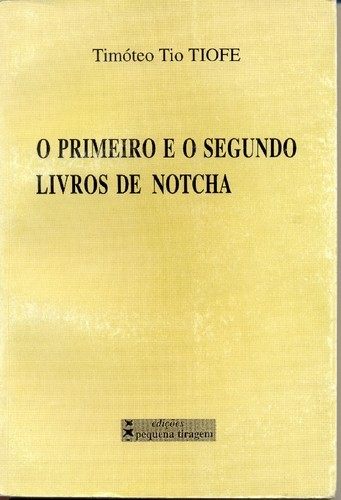 Timóteo Tio TIOFE
O PRIMEIRO E O SEGUNDO
LIVROS DE NOTCHA
edições
pequena tiragem